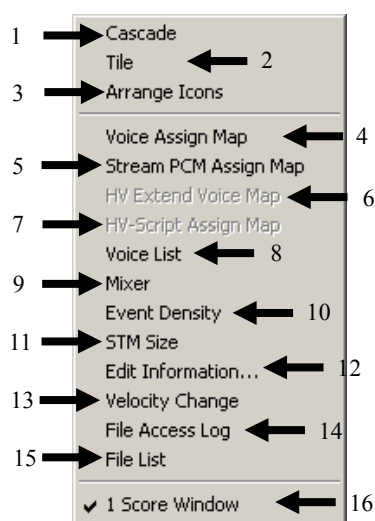 1 Cascade
Tile 2
3 Arrange Icons
Voice Assign Map 4
5 Stream PCM Assign Map
HV Extend Voice Map 6
7 HV-Script Assign Map
Voice List 8
9 Mixer
Event Density 10
11 STM Size
Edit Information... 12
13 Velocity Change
File Access Log 14
15 File List
✔ 1 Score Window 16